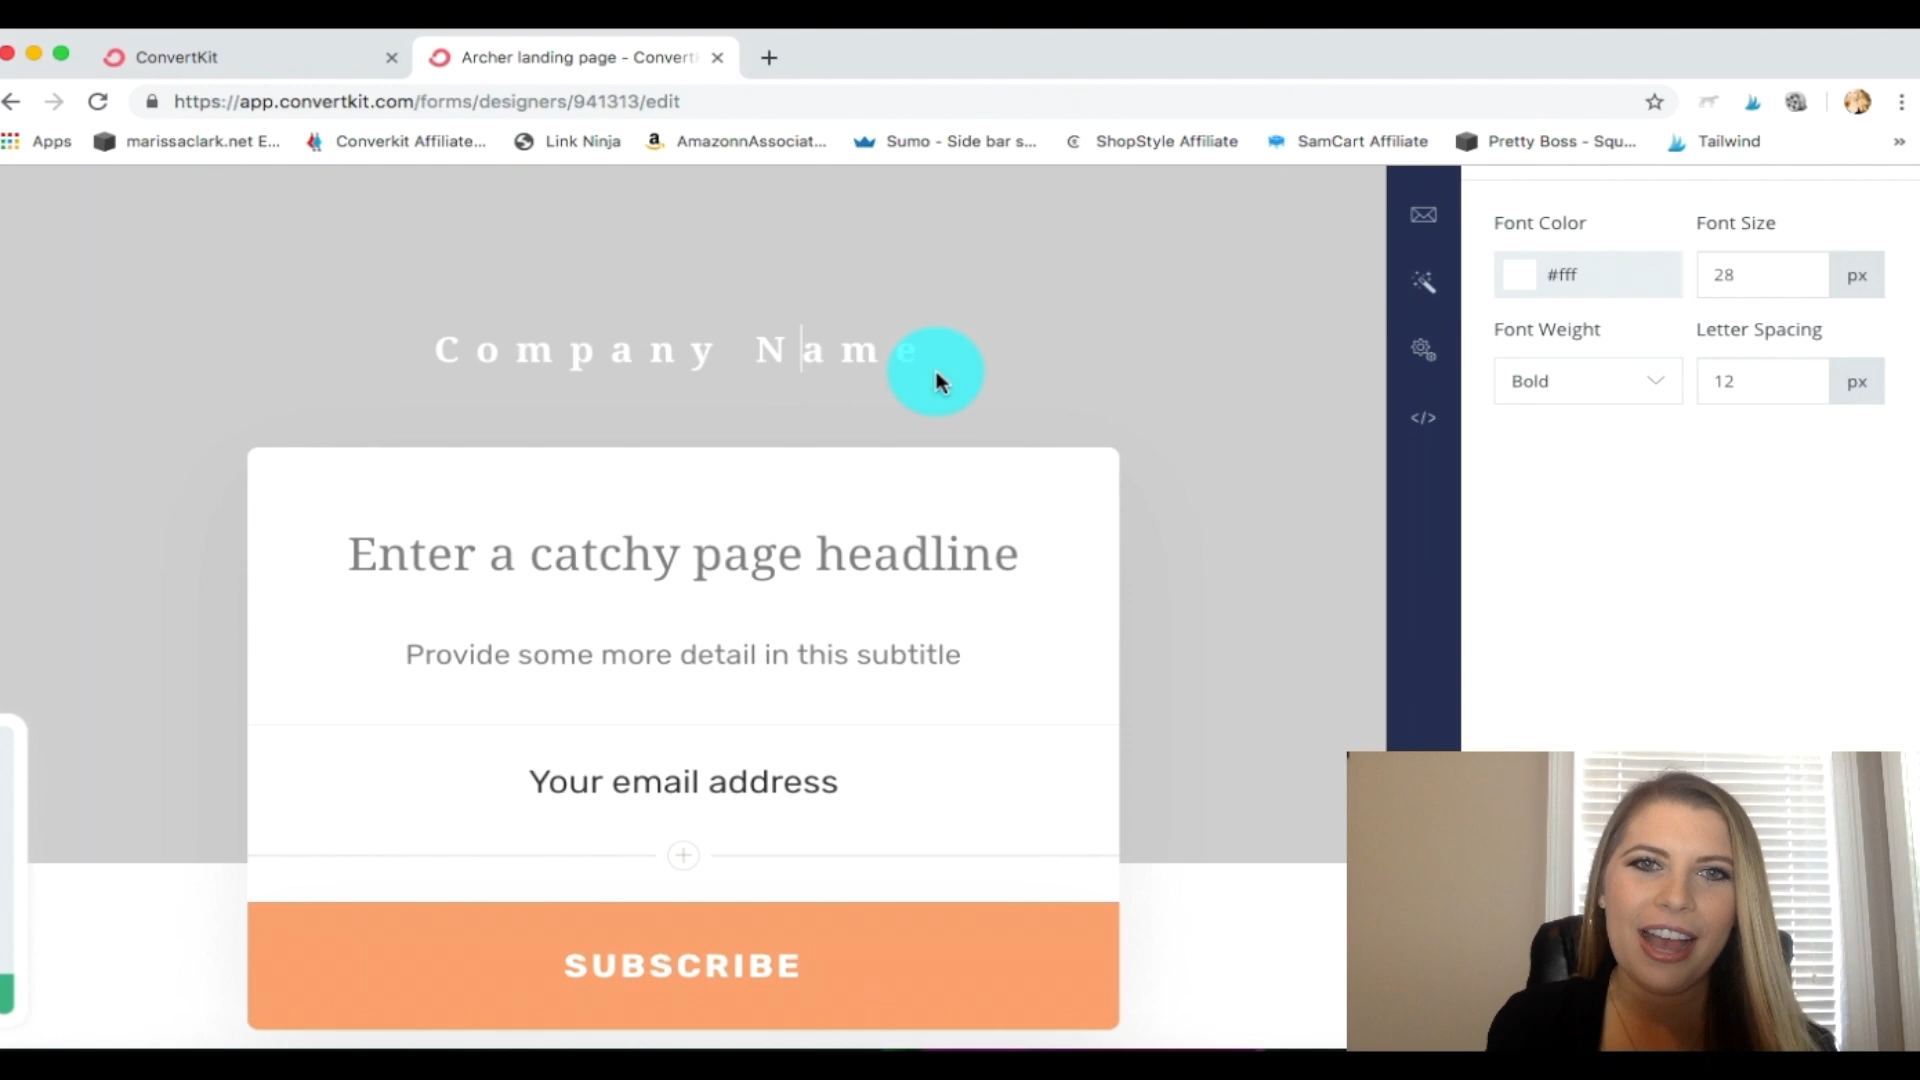 ConvertKit
Archer landing page - Convert
https://app.convertkit.com/forms/designers/941313/edit
Apps
marissaclark.net E...
Converkit Affiliate...
Link Ninja
AmazonnAssociat...
Sumo - Side bar s...
ShopStyle Affiliate
SamCart Affiliate
Pretty Boss - Squ...
Tailwind
»
Font Color
Font Size
#fff
28
px
Font Weight
Letter Spacing
Bold
12
px
</>
Company Name
Enter a catchy page headline
Provide some more detail in this subtitle
Your email address
SUBSCRIBE